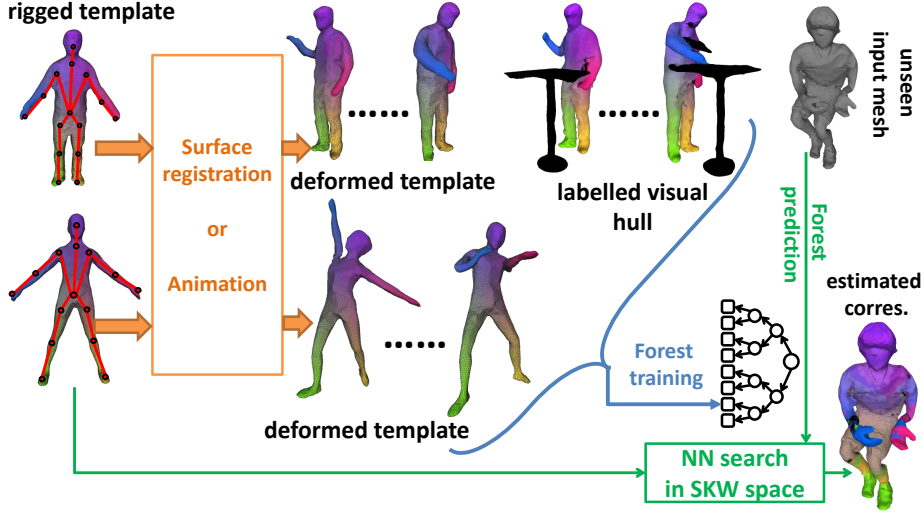 rigged template
Surface
registration
or
Animation
deformed template
labelled visual
hull
unseen
input mesh
Forest
prediction
estimated
corres.
Forest
training
deformed template
NN search
in SKW space